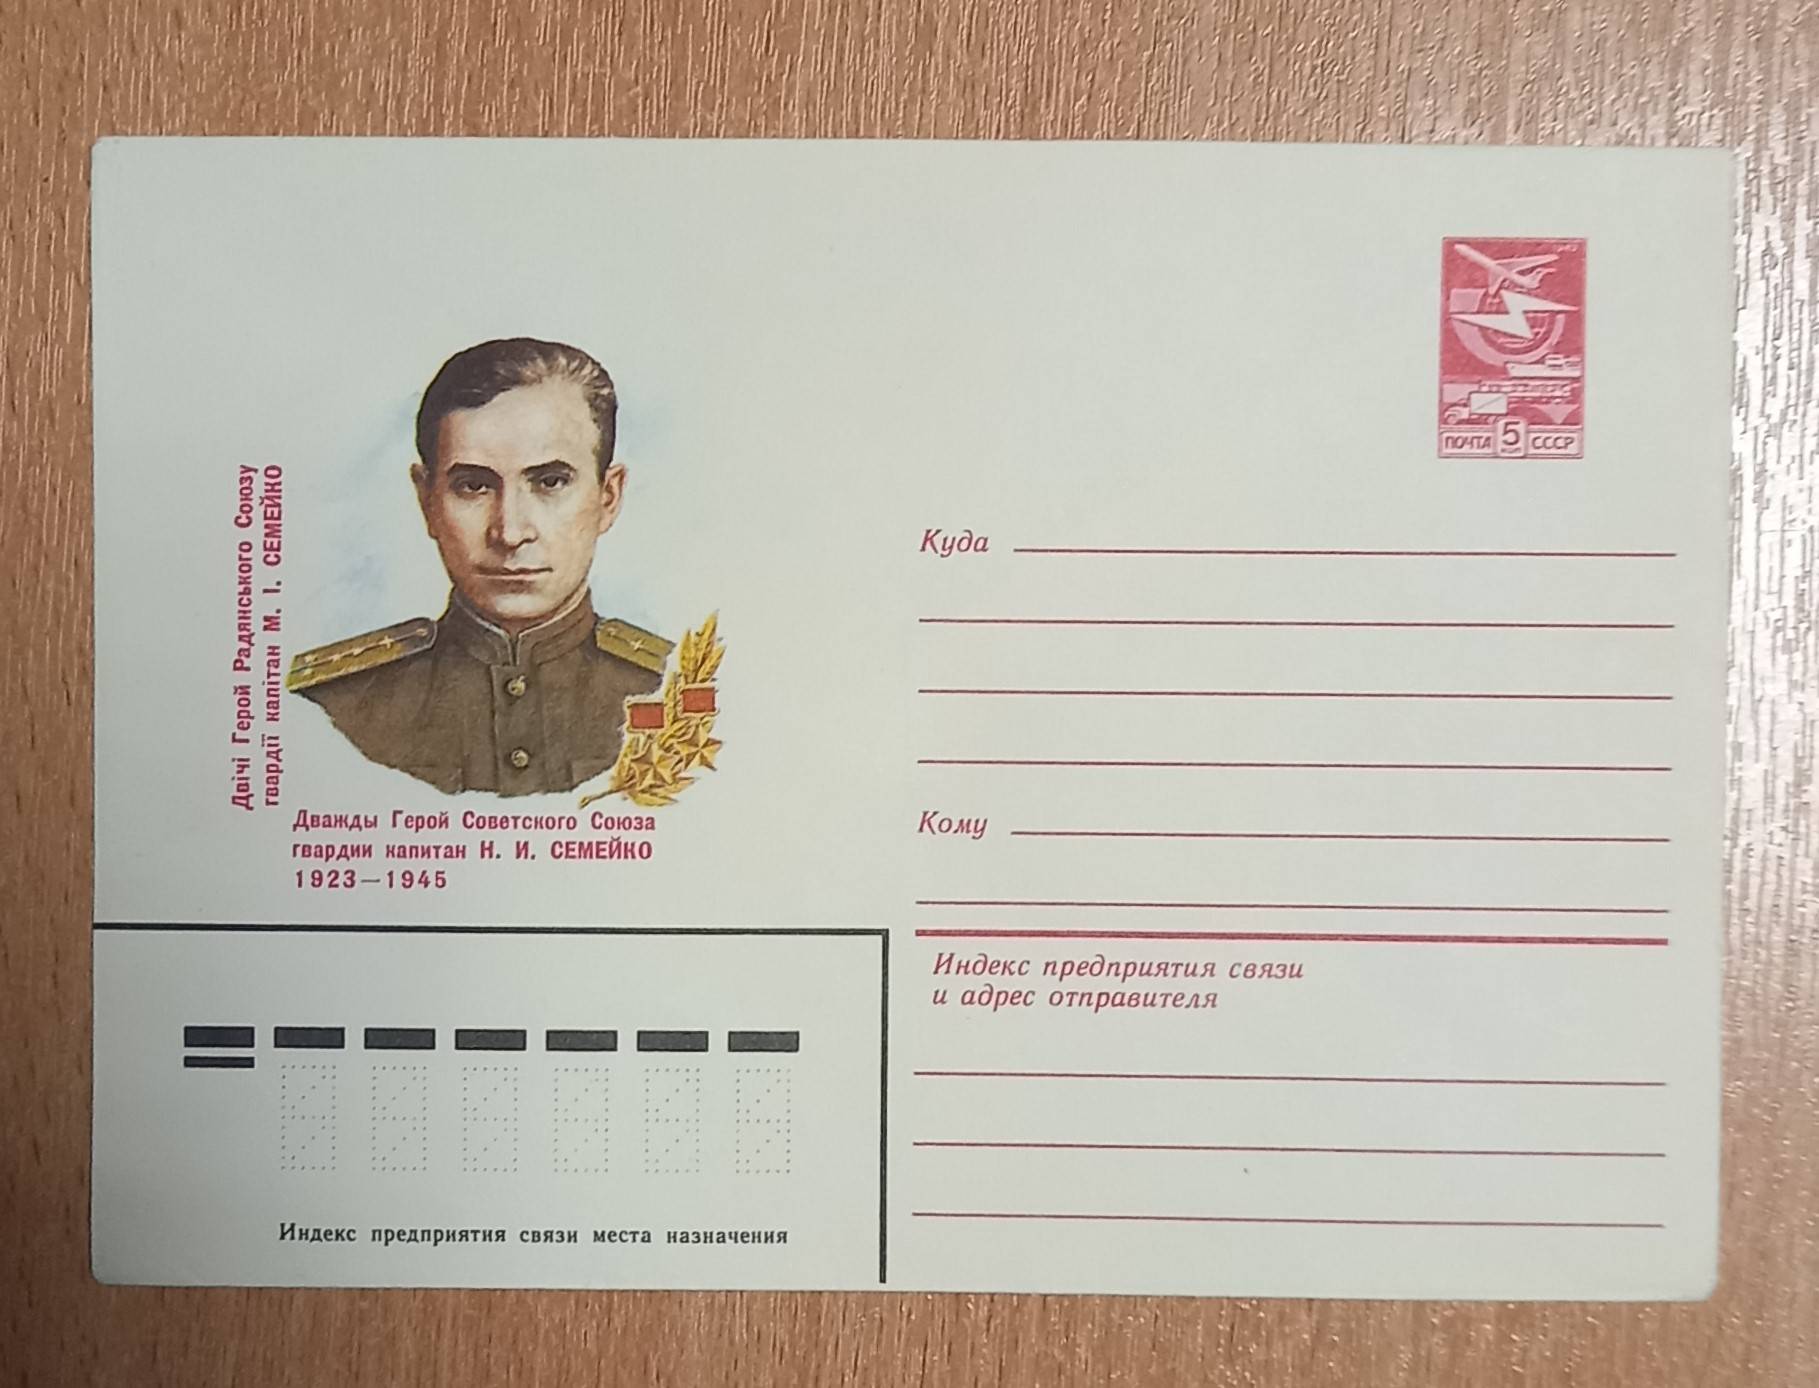 Двічі Герой Радянського Союзу
гвардії капітан М. І. СЕМЕЙКО
Дважды Герой Советского Союза
гвардии капитан Н. И. СЕМЕЙКО
1923—1945
ПОЧТА 5 КОП СССР
Куда
Кому
Индекс предприятия связи
и адрес отправителя
Индекс предприятия связи места назначения